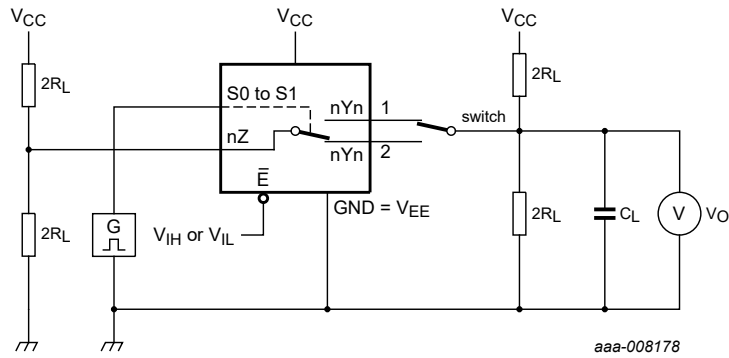 VCC VCC VCC
2RL 2RL
S0 to S1 nYn 1
switch
nZ nYn 2
E̅
GND = VEE
2RL G 2RL CL V VO
VIH or VIL
aaa-008178